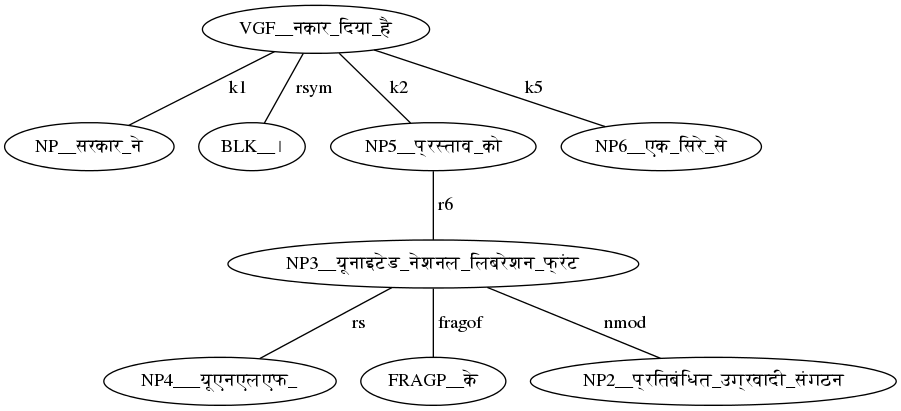 VGF__नकार_दिया_है
k1 rsym k2 k5
NP__सरकार_ने BLK__। NP5__प्रस्ताव_को NP6__एक_सिरे_से
r6
NP3__यूनाइटेड_नेशनल_लिबरेशन_फ्रंट
rs fragof nmod
NP4___यूएनएलएफ_ FRAGP__के NP2__प्रतिबंधित_उग्रवादी_संगठन